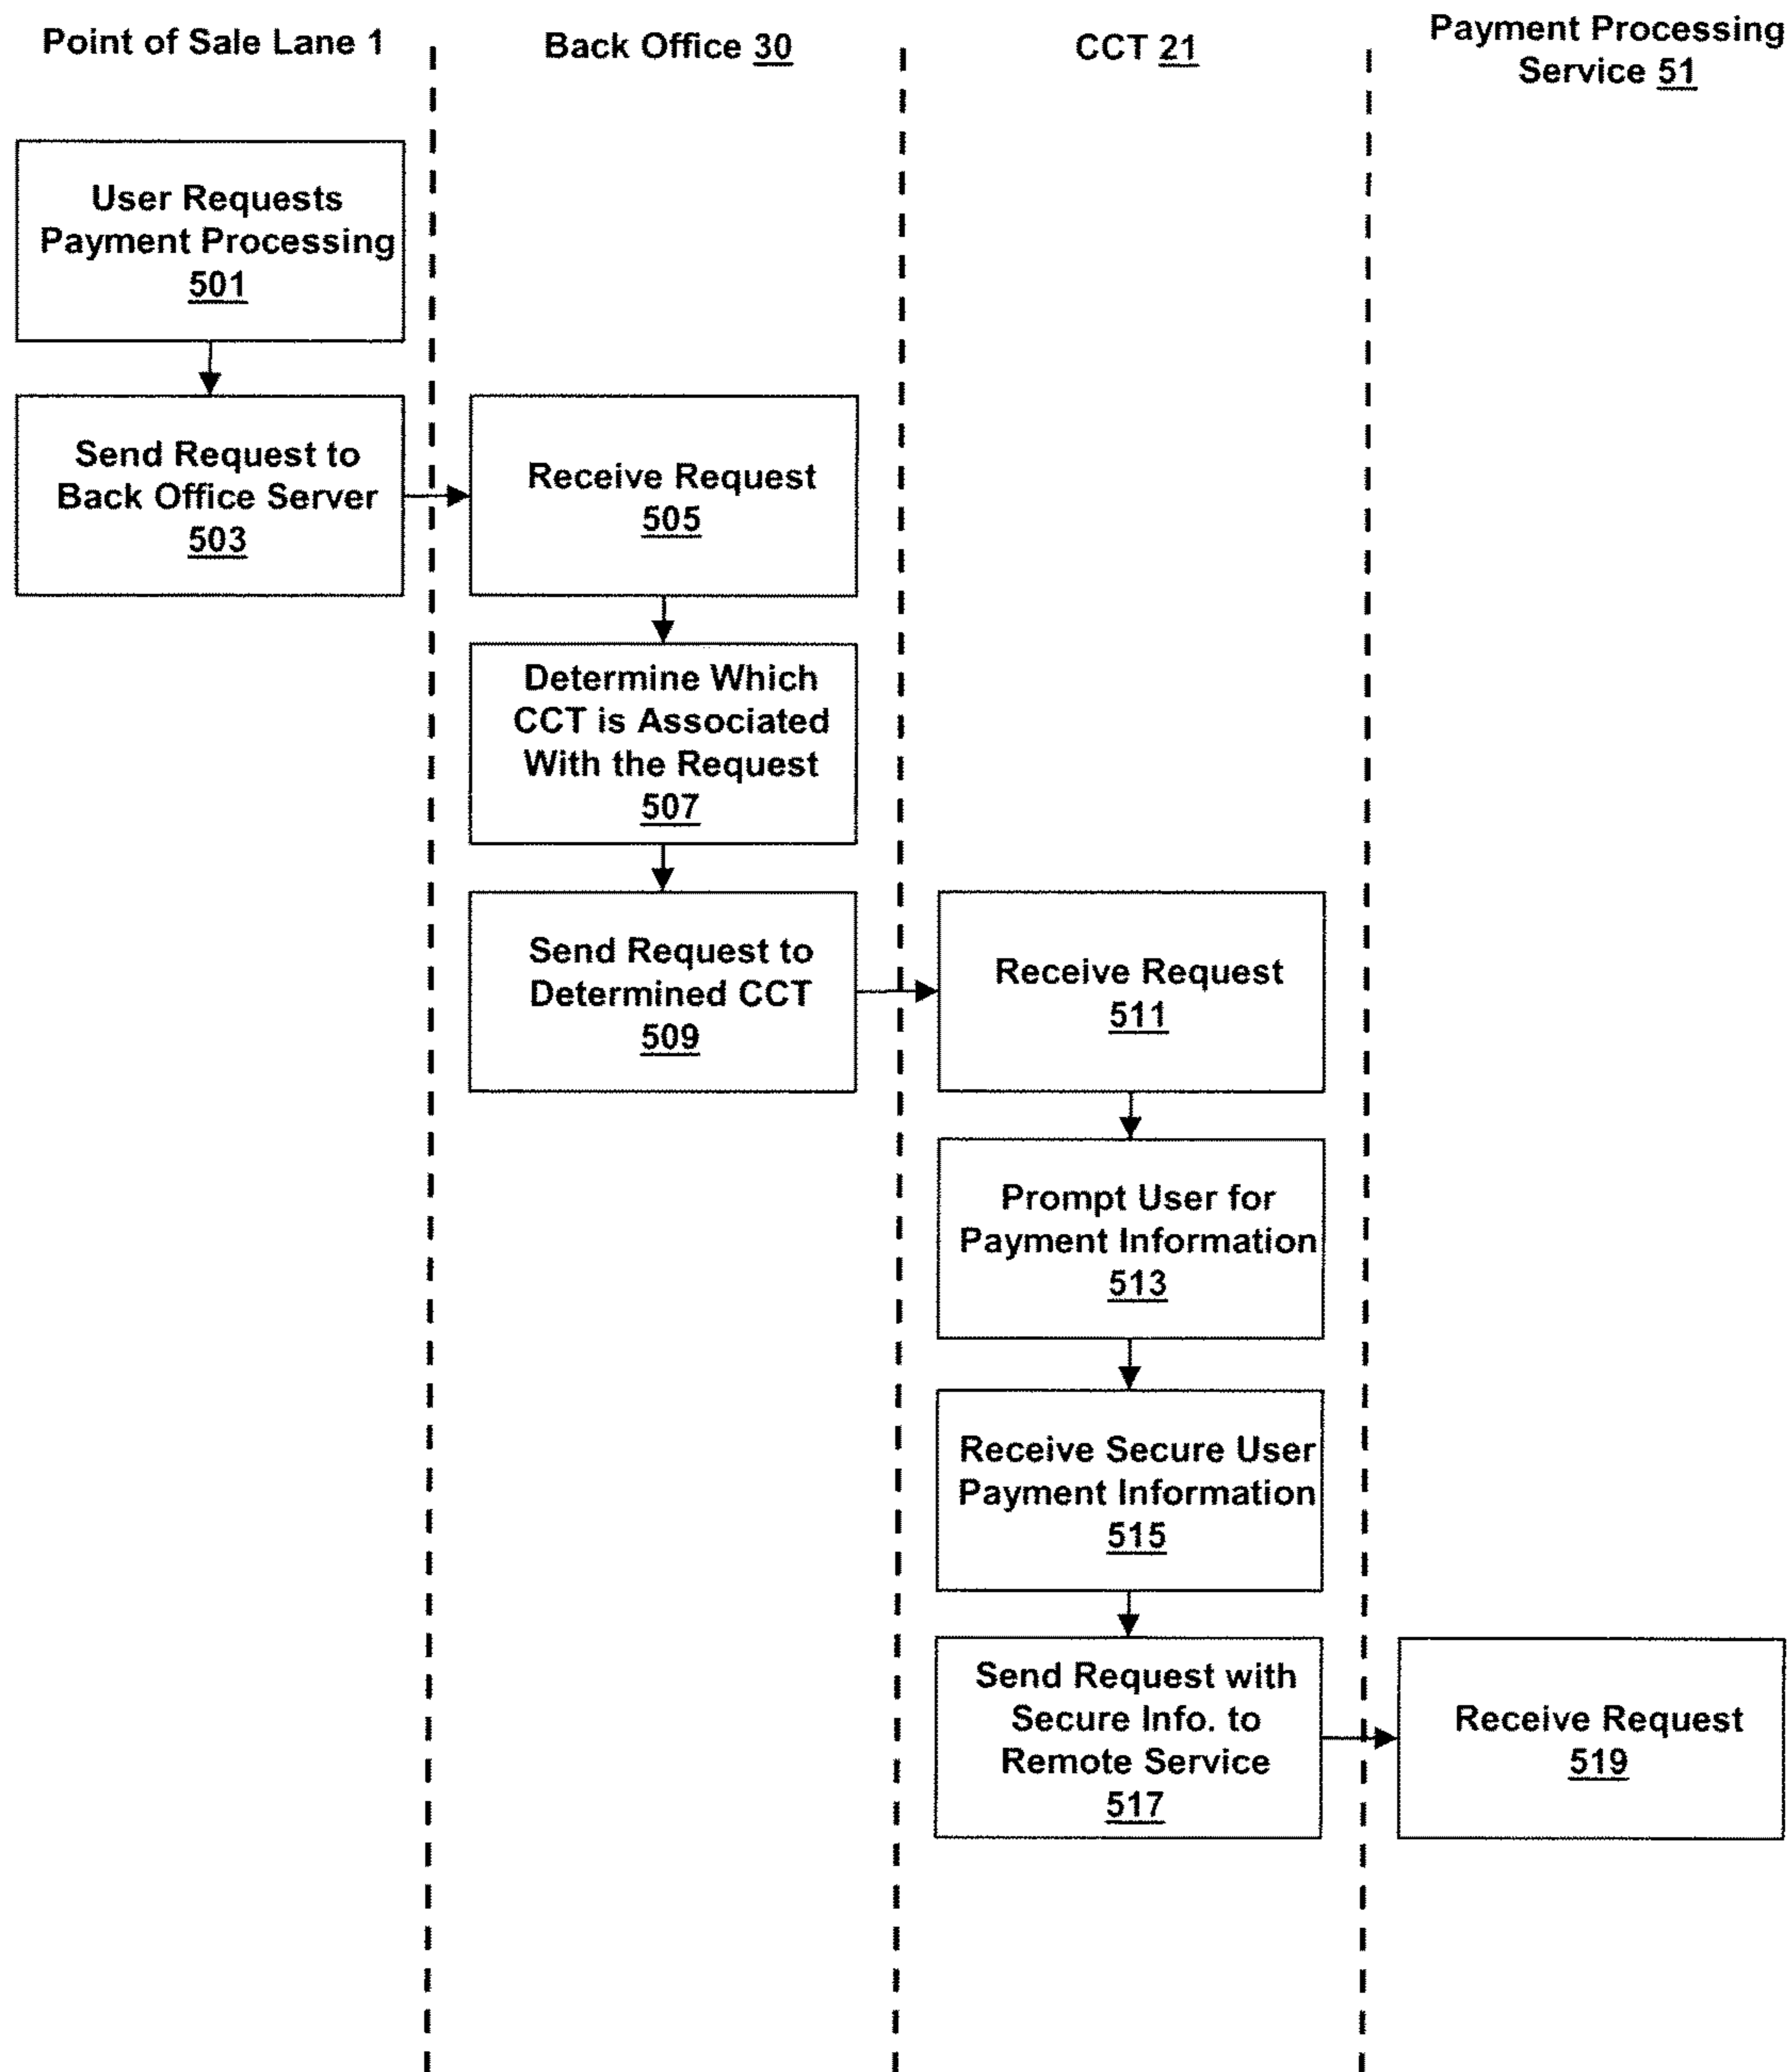 Point of Sale Lane 1
Back Office 30
CCT 21
Payment Processing
Service 51
User Requests
Payment Processing
501
Send Request to
Back Office Server
503
Receive Request
505
Determine Which
CCT is Associated
With the Request
507
Send Request to
Determined CCT
509
Receive Request
511
Prompt User for
Payment Information
513
Receive Secure User
Payment Information
515
Send Request with
Secure Info. to
Remote Service
517
Receive Request
519